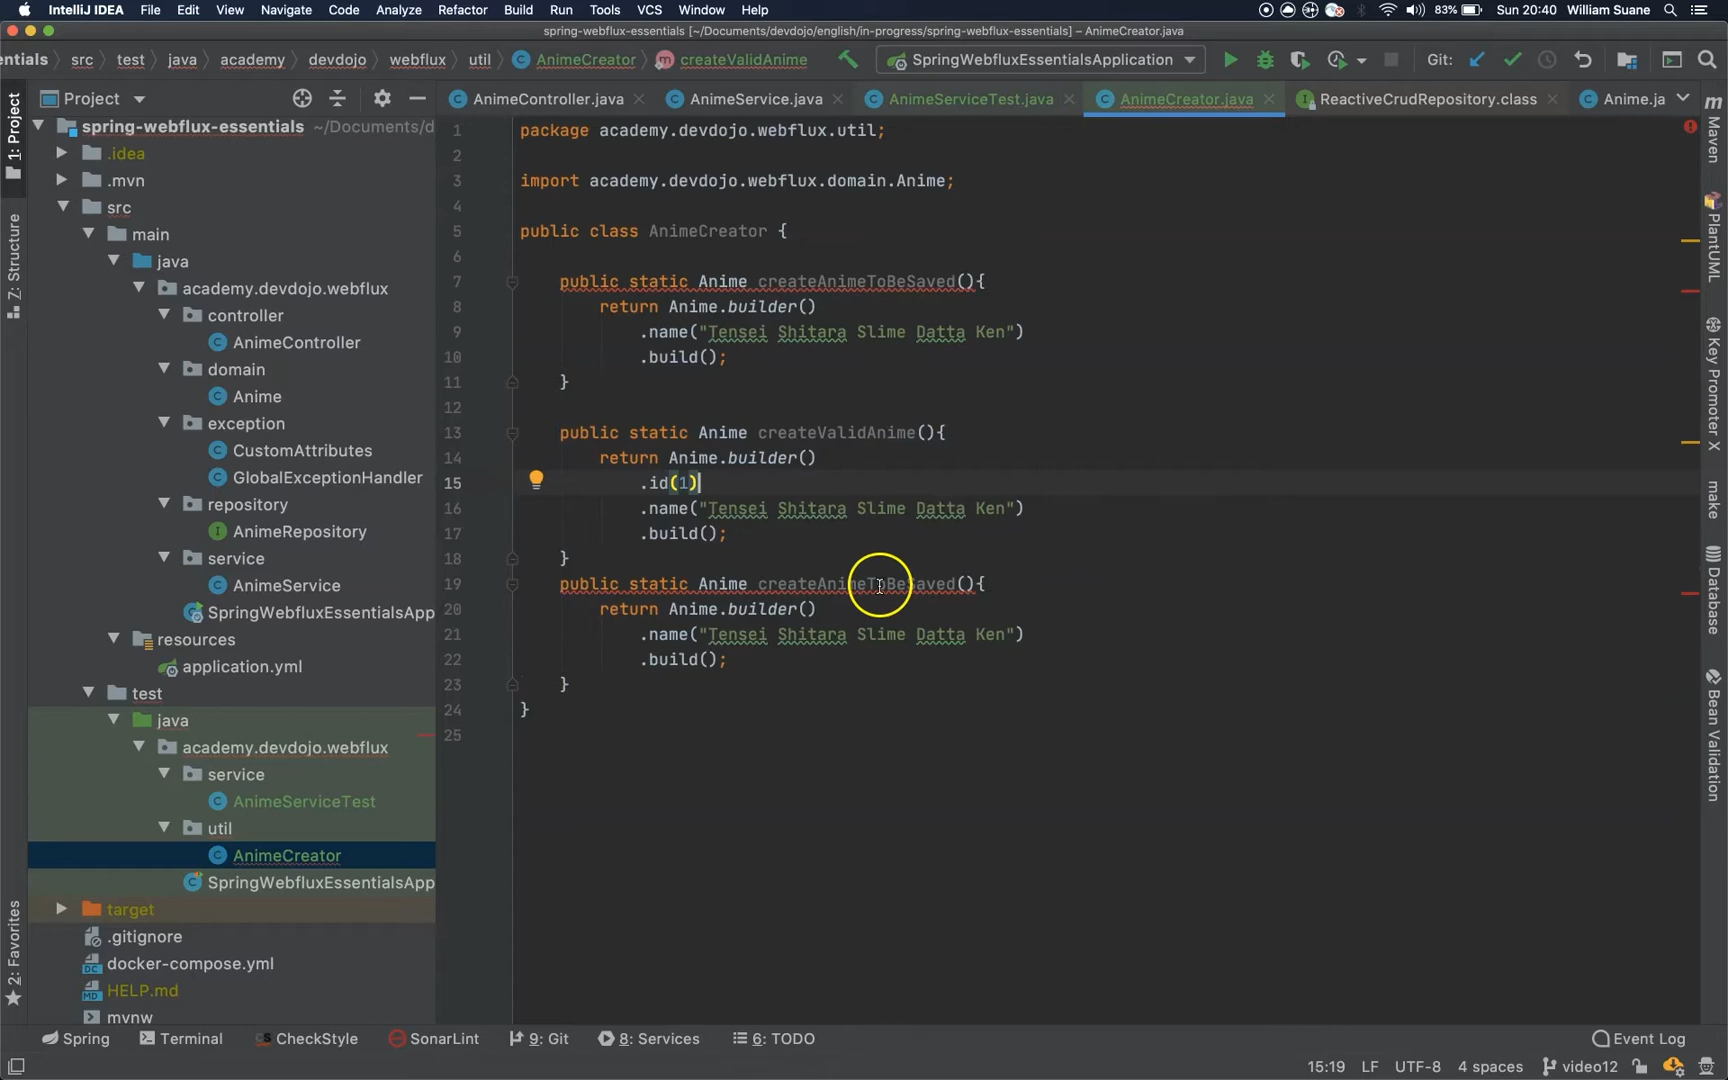 IntelliJ IDEA File Edit View Navigate Code Analyze Refactor Build Run Tools VCS Window Help 83% Sun 20:40 William Suane
spring-webflux-essentials [~/Documents/devdojo/english/in-progress/spring-webflux-essentials] – AnimeCreator.java
entials src test java academy devdojo webflux util AnimeCreator createValidAnime SpringWebfluxEssentialsApplication Git:
Project
AnimeController.java AnimeService.java AnimeServiceTest.java AnimeCreator.java ReactiveCrudRepository.class Anime.ja
1: Project
Z: Structure
2: Favorites
spring-webflux-essentials ~/Documents/d
.idea
.mvn
src
main
java
academy.devdojo.webflux
controller
AnimeController
domain
Anime
exception
CustomAttributes
GlobalExceptionHandler
repository
AnimeRepository
service
AnimeService
SpringWebfluxEssentialsApp
resources
application.yml
test
java
academy.devdojo.webflux
service
AnimeServiceTest
util
AnimeCreator
SpringWebfluxEssentialsApp
target
.gitignore
docker-compose.yml
HELP.md
mvnw
1 package academy.devdojo.webflux.util;
2
3 import academy.devdojo.webflux.domain.Anime;
4
5 public class AnimeCreator {
6
7 public static Anime createAnimeToBeSaved(){
8 return Anime.builder()
9 .name("Tensei Shitara Slime Datta Ken")
10 .build();
11 }
12
13 public static Anime createValidAnime(){
14 return Anime.builder()
15 .id(1)
16 .name("Tensei Shitara Slime Datta Ken")
17 .build();
18 }
19 public static Anime createAnimeToBeSaved(){
20 return Anime.builder()
21 .name("Tensei Shitara Slime Datta Ken")
22 .build();
23 }
24 }
25
m Maven
PlantUML
Key Promoter X
make
Database
Bean Validation
Spring Terminal CheckStyle SonarLint 9: Git 8: Services 6: TODO Event Log
15:19 LF UTF-8 4 spaces video12